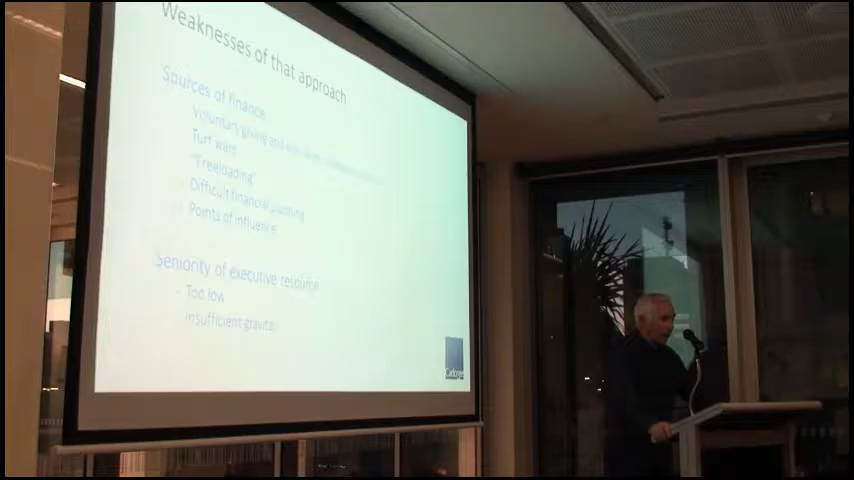 Weaknesses of that approach
Sources of finance
Voluntary giving and
Turf wars
"Freeloading"
Difficult financial planning
Points of influence
Seniority of executive resource
- Too low
insufficient gravitas
Cadogan